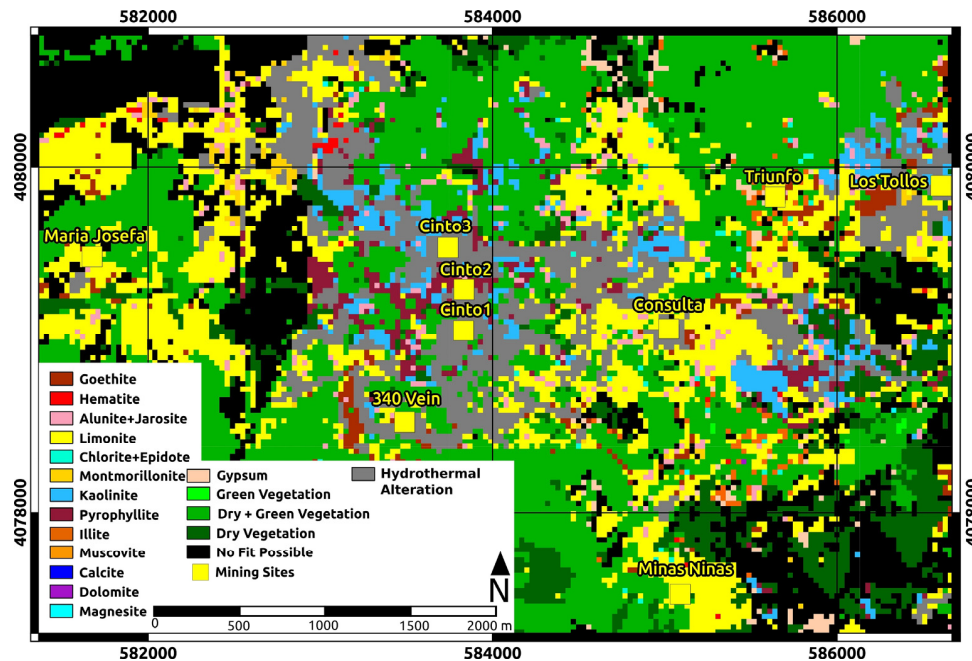 582000
584000
586000
4080000
4080000
Triunfo
Los Tollos
Maria Josefa
Cinto3
Cinto2
Consulta
Cinto1
340 Vein
Goethite
Hematite
Alunite+Jarosite
Limonite
Chlorite+Epidote
Montmorillonite
Kaolinite
Pyrophyllite
Illite
Muscovite
Calcite
Dolomite
Magnesite
Gypsum
Green Vegetation
Dry + Green Vegetation
Dry Vegetation
No Fit Possible
Mining Sites
Hydrothermal
Alteration
4078000
4078000
Minas Ninas
N
0
500
1000
1500
2000 m
582000
584000
586000